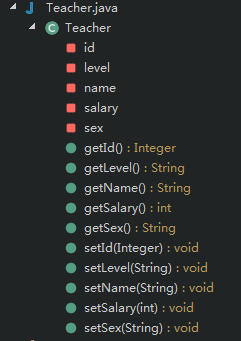 Teacher.java
Teacher
id
level
name
salary
sex
getId() : Integer
getLevel() : String
getName() : String
getSalary() : int
getSex() : String
setId(Integer) : void
setLevel(String) : void
setName(String) : void
setSalary(int) : void
setSex(String) : void